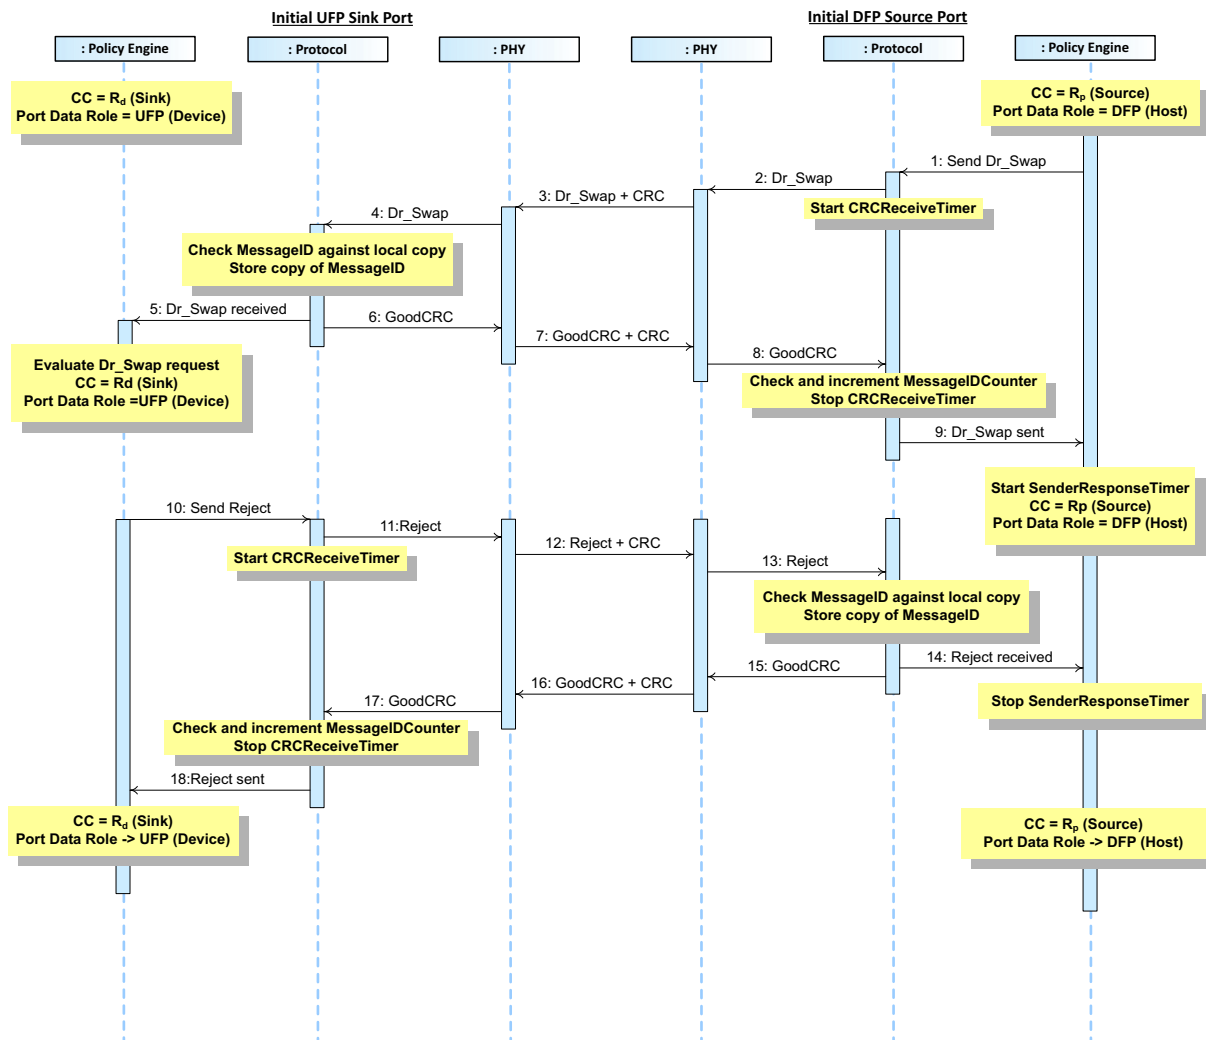 Initial UFP Sink Port
Initial DFP Source Port
: Policy Engine
: Protocol
: PHY
: PHY
: Protocol
: Policy Engine
CC = Rd (Sink)
Port Data Role = UFP (Device)
CC = Rp (Source)
Port Data Role = DFP (Host)
1: Send Dr_Swap
2: Dr_Swap
Start CRCReceiveTimer
3: Dr_Swap + CRC
4: Dr_Swap
Check MessageID against local copy
Store copy of MessageID
5: Dr_Swap received
6: GoodCRC
7: GoodCRC + CRC
8: GoodCRC
Evaluate Dr_Swap request
CC = Rd (Sink)
Port Data Role =UFP (Device)
Check and increment MessageIDCounter
Stop CRCReceiveTimer
9: Dr_Swap sent
Start SenderResponseTimer
CC = Rp (Source)
Port Data Role = DFP (Host)
10: Send Reject
11:Reject
Start CRCReceiveTimer
12: Reject + CRC
13: Reject
Check MessageID against local copy
Store copy of MessageID
14: Reject received
15: GoodCRC
16: GoodCRC + CRC
17: GoodCRC
Stop SenderResponseTimer
Check and increment MessageIDCounter
Stop CRCReceiveTimer
18:Reject sent
CC = Rd (Sink)
Port Data Role -> UFP (Device)
CC = Rp (Source)
Port Data Role -> DFP (Host)